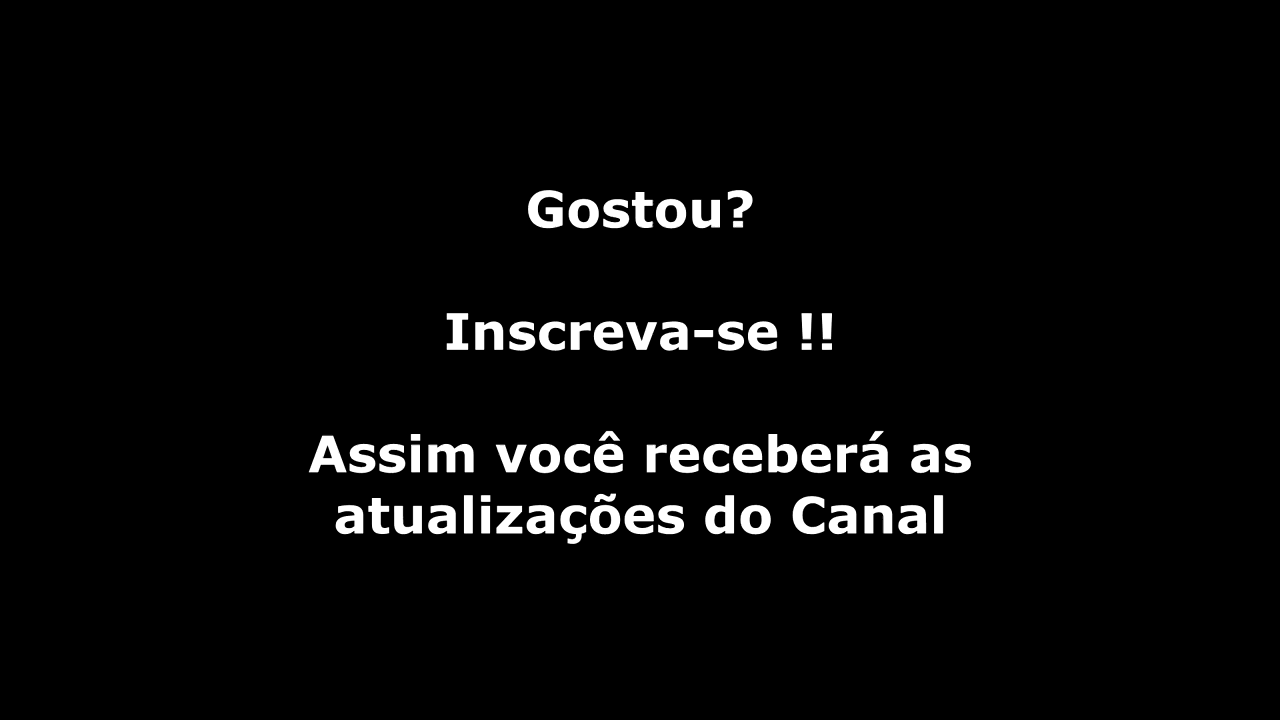 Gostou?
Inscreva-se !!
Assim você receberá as
atualizações do Canal